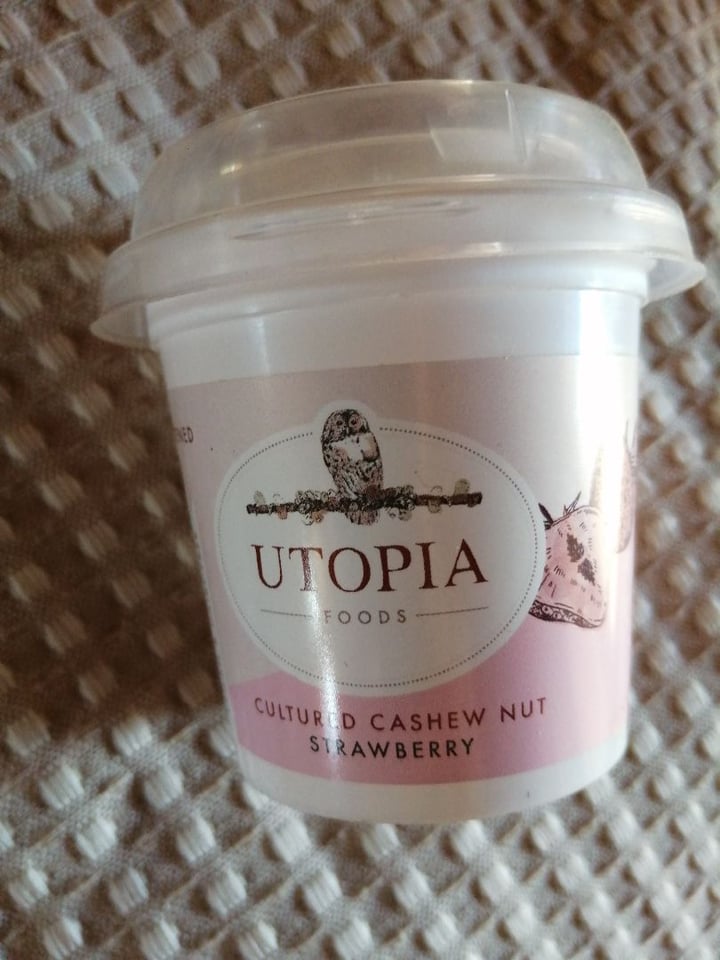 UTOPIA
FOODS
CULTURED CASHEW NUT
STRAWBERRY